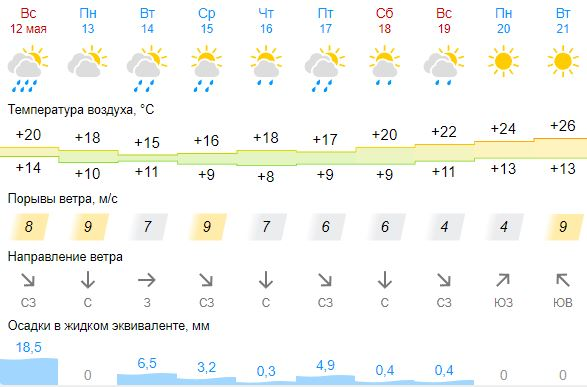 Вс Пн Вт Ср Чт Пт Сб Вс Пн Вт
12 мая 13 14 15 16 17 18 19 20 21
Температура воздуха, °C
+20 +18 +15 +16 +18 +17 +20 +22 +24 +26
+14 +10 +11 +9 +8 +9 +9 +11 +13 +13
Порывы ветра, м/с
8 9 7 9 7 6 6 4 4 9
Направление ветра
СЗ С З СЗ С СЗ С СЗ ЮЗ ЮВ
Осадки в жидком эквиваленте, мм
18,5 0 6,5 3,2 0,3 4,9 0,4 0,4 0 0